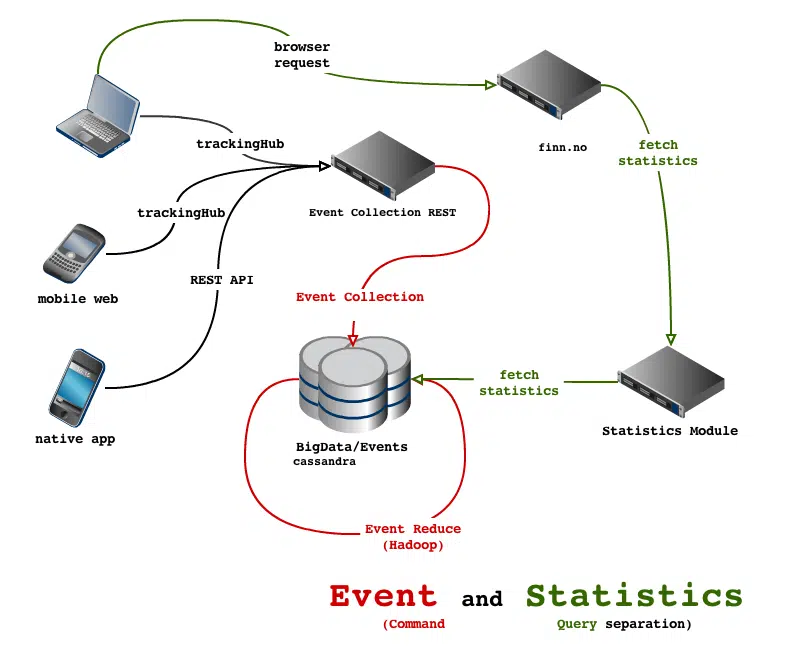 browser
request
finn.no
fetch
statistics
trackingHub
Event Collection REST
trackingHub
REST API
mobile web
Event Collection
fetch
statistics
native app
BigData/Events
cassandra
Statistics Module
Event Reduce
(Hadoop)
Event and Statistics
(Command Query separation)